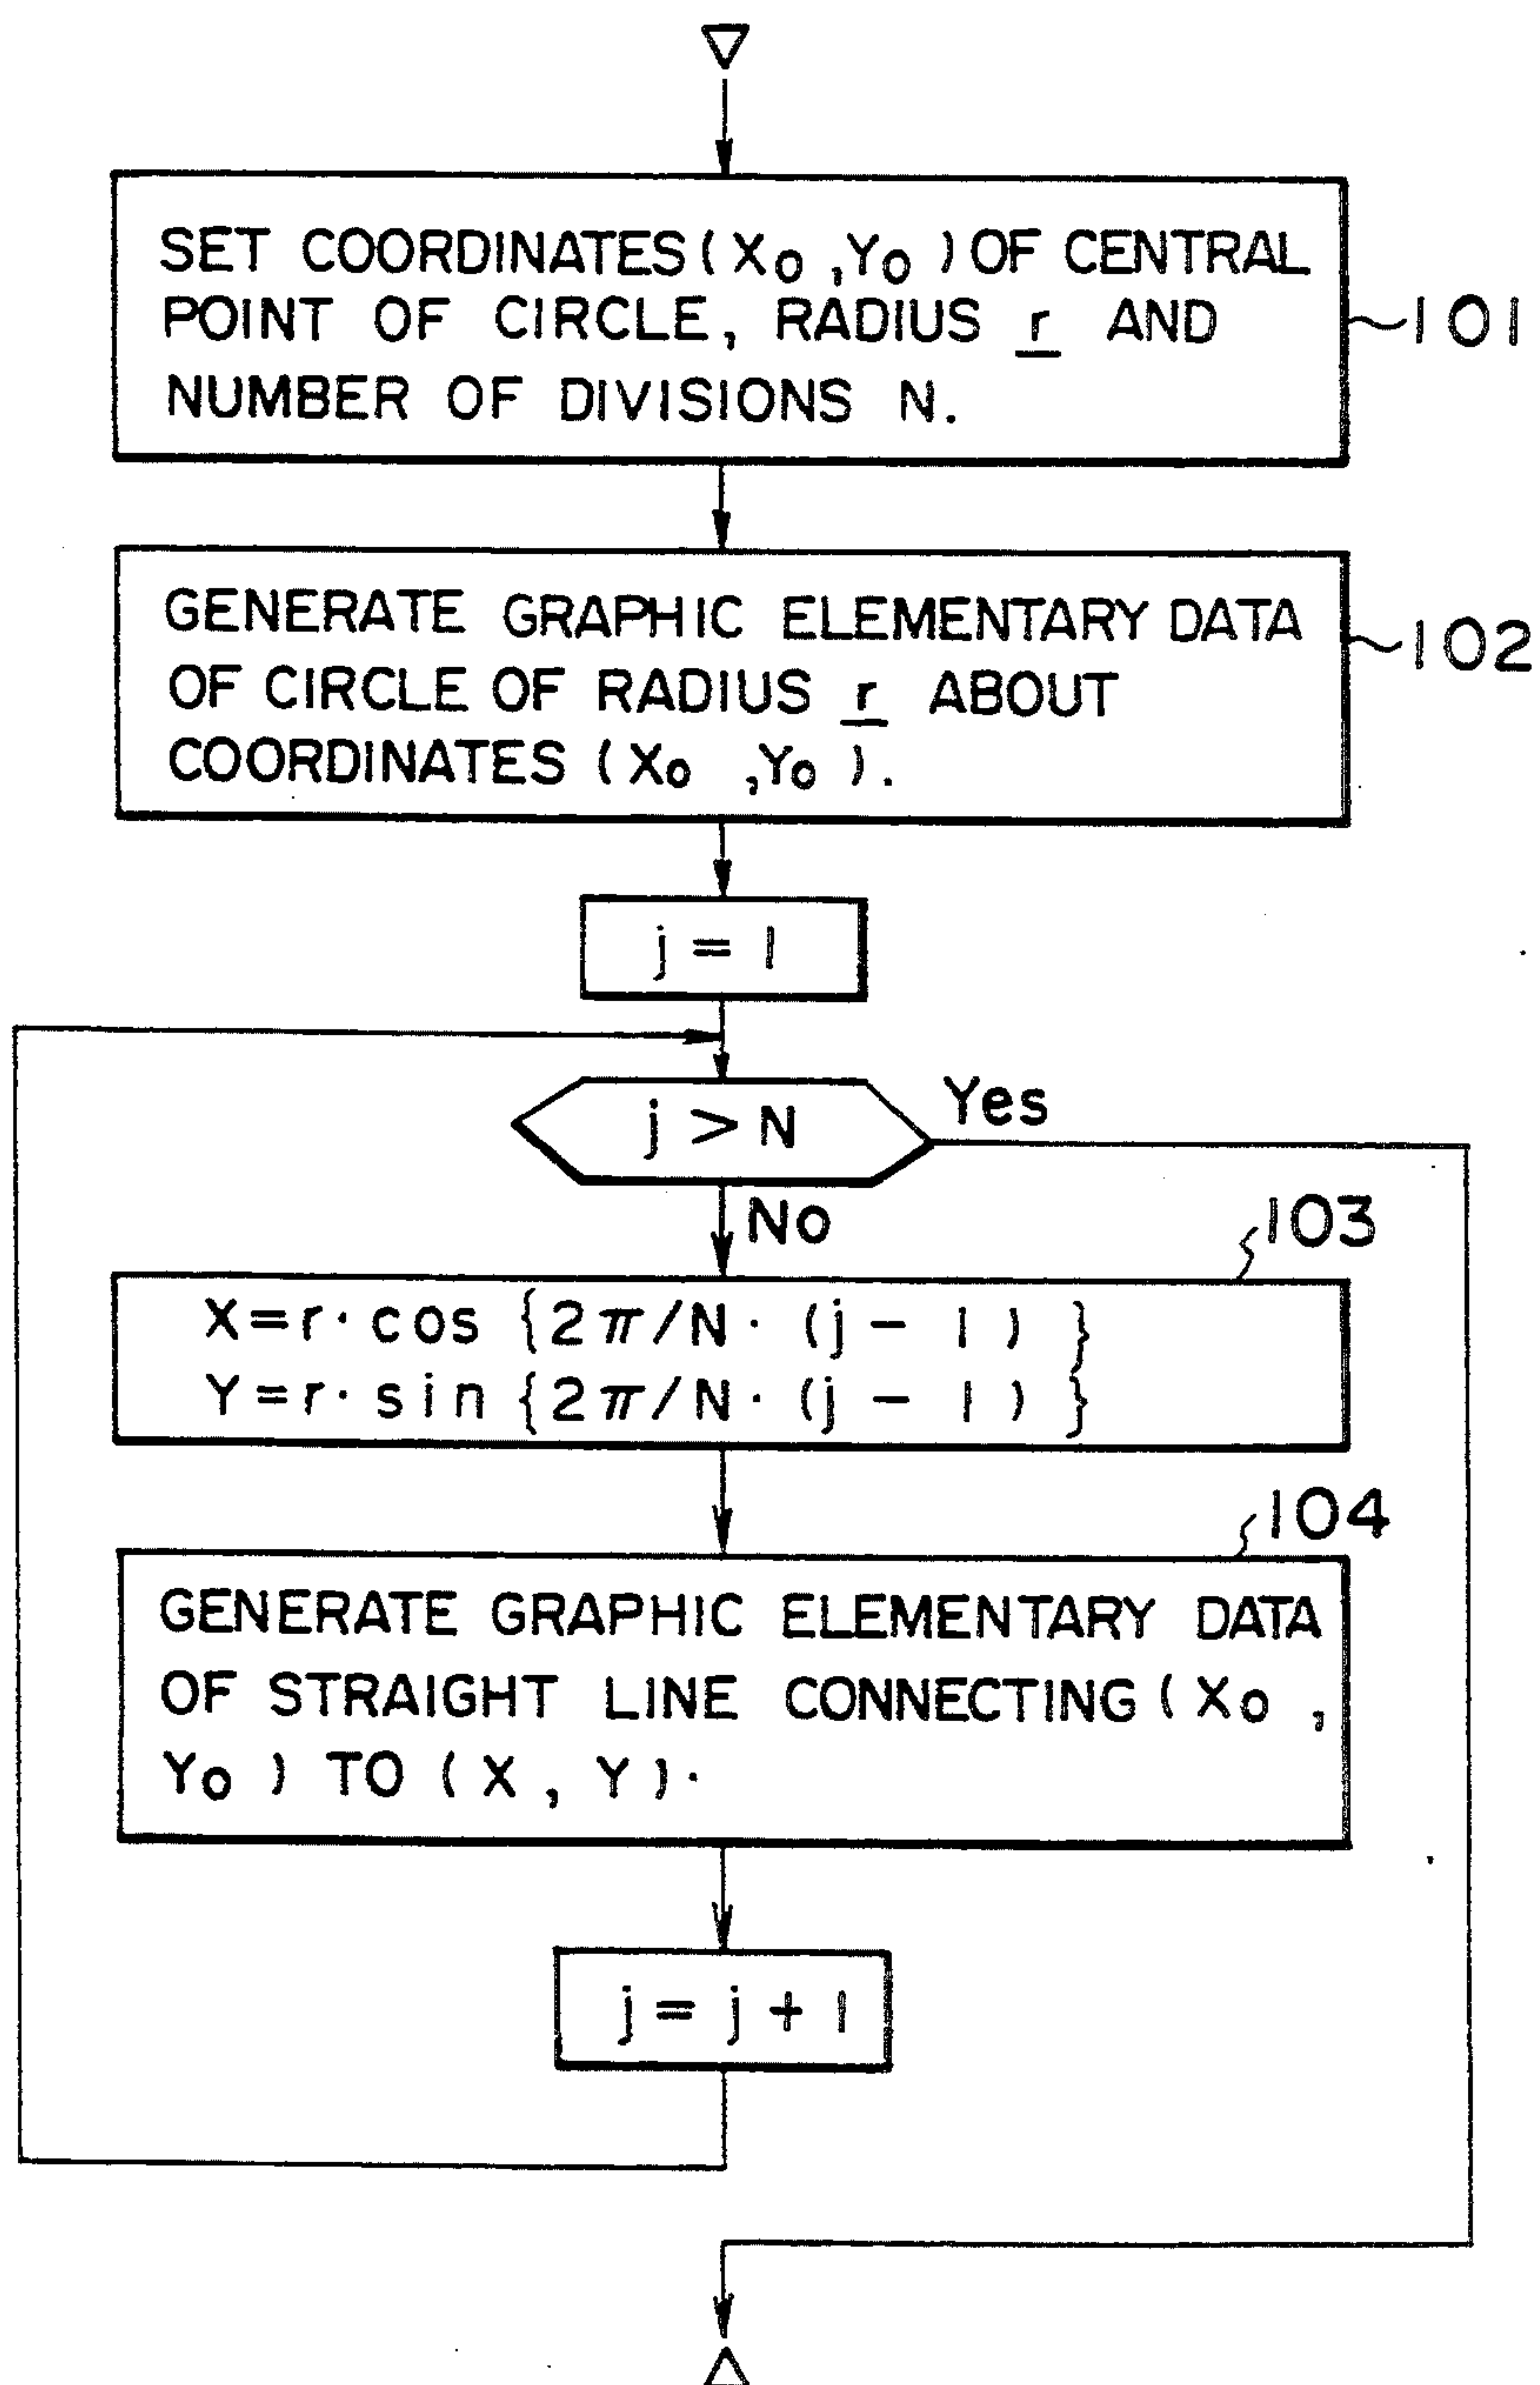 SET COORDINATES (X₀ ,Y₀ ) OF CENTRAL
POINT OF CIRCLE, RADIUS r AND
NUMBER OF DIVISIONS N.
101
GENERATE GRAPHIC ELEMENTARY DATA
OF CIRCLE OF RADIUS r ABOUT
COORDINATES (X₀ ,Y₀ ).
102
j = 1
j > N
Yes
No
103
X=r· cos {2π/N· (j - 1 ) }
Y=r· sin {2π/N· (j - 1 ) }
104
GENERATE GRAPHIC ELEMENTARY DATA
OF STRAIGHT LINE CONNECTING (X₀ ,
Y₀ ) TO (X, Y).
j = j + 1